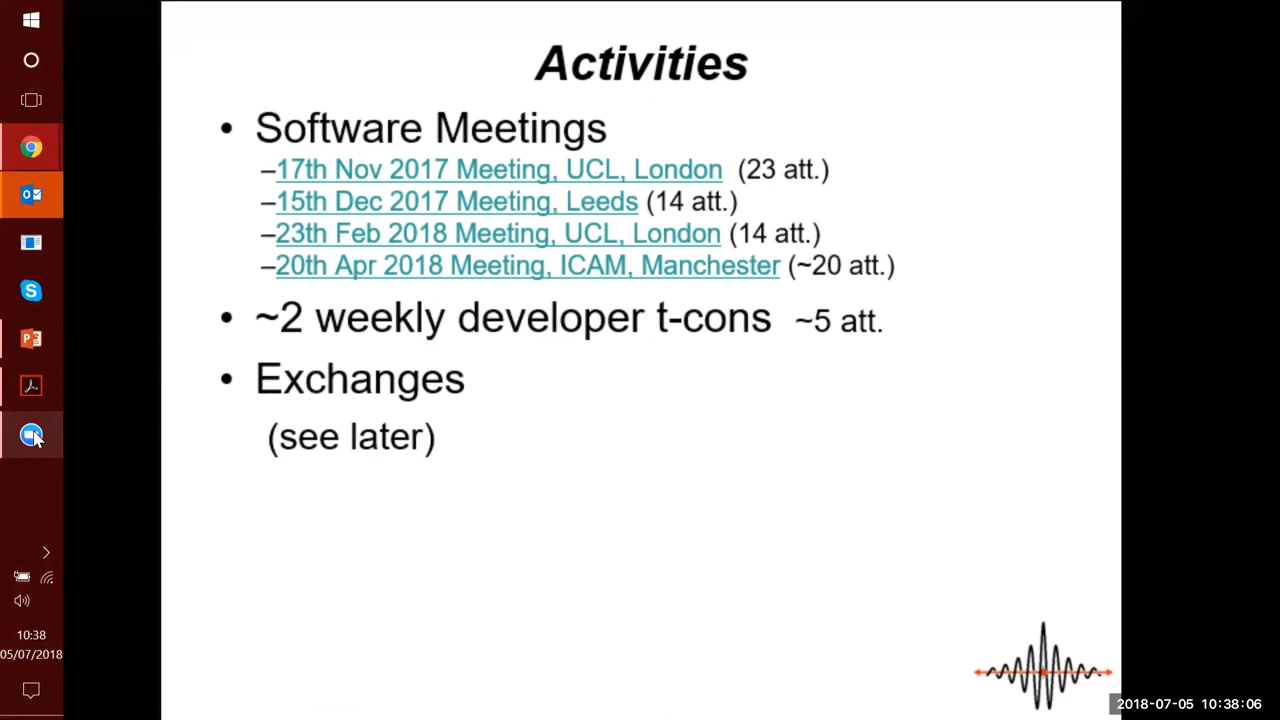 Activities
• Software Meetings
–17th Nov 2017 Meeting, UCL, London (23 att.)
–15th Dec 2017 Meeting, Leeds (14 att.)
–23th Feb 2018 Meeting, UCL, London (14 att.)
–20th Apr 2018 Meeting, ICAM, Manchester (~20 att.)
• ~2 weekly developer t-cons ~5 att.
• Exchanges
(see later)
10:38
05/07/2018
2018-07-05 10:38:06